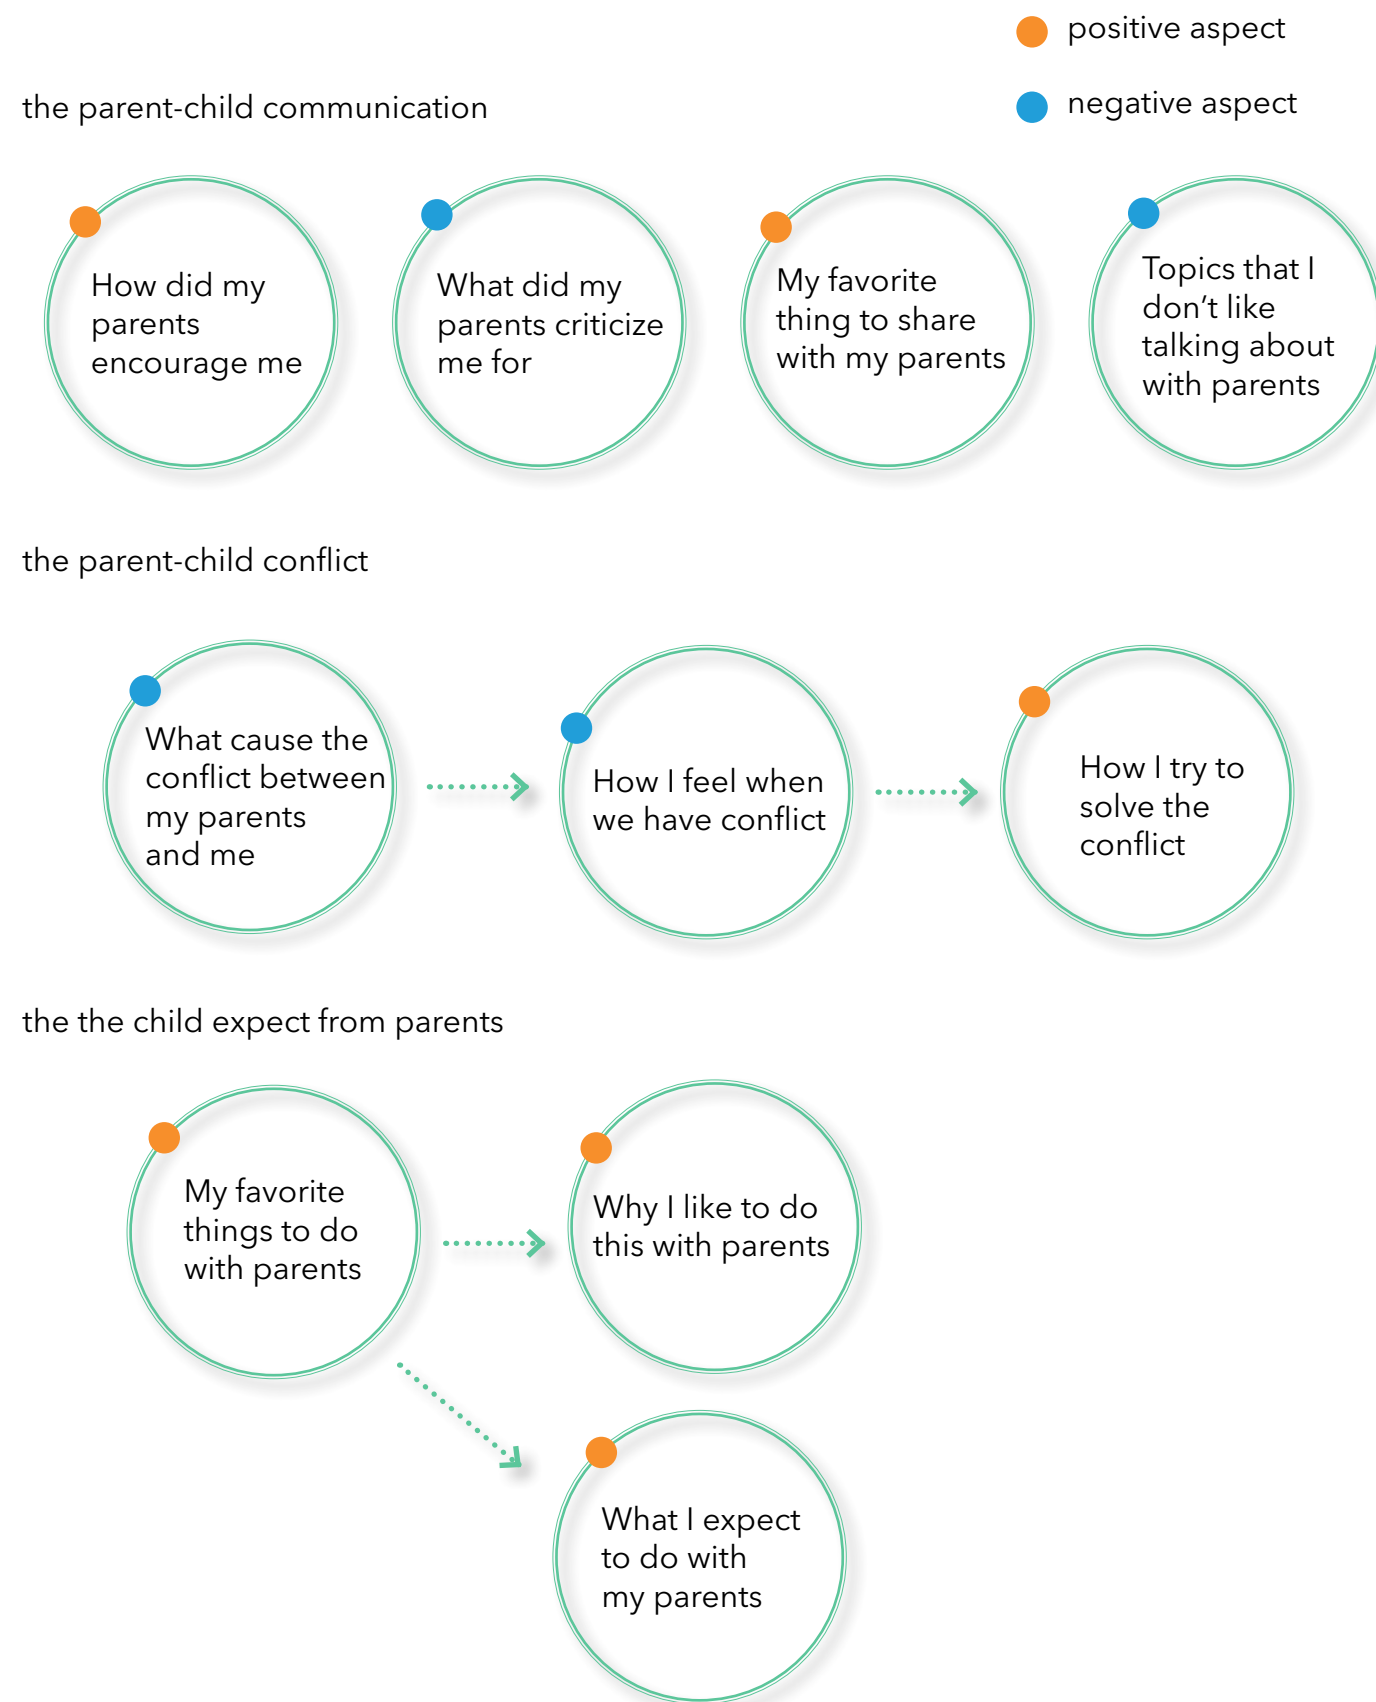 positive aspect
negative aspect
the parent-child communication
How did my
parents
encourage me
What did my
parents criticize
me for
My favorite
thing to share
with my parents
Topics that I
don’t like
talking about
with parents
the parent-child conflict
What cause the
conflict between
my parents
and me
How I feel when
we have conflict
How I try to
solve the
conflict
the the child expect from parents
My favorite
things to do
with parents
Why I like to do
this with parents
What I expect
to do with
my parents